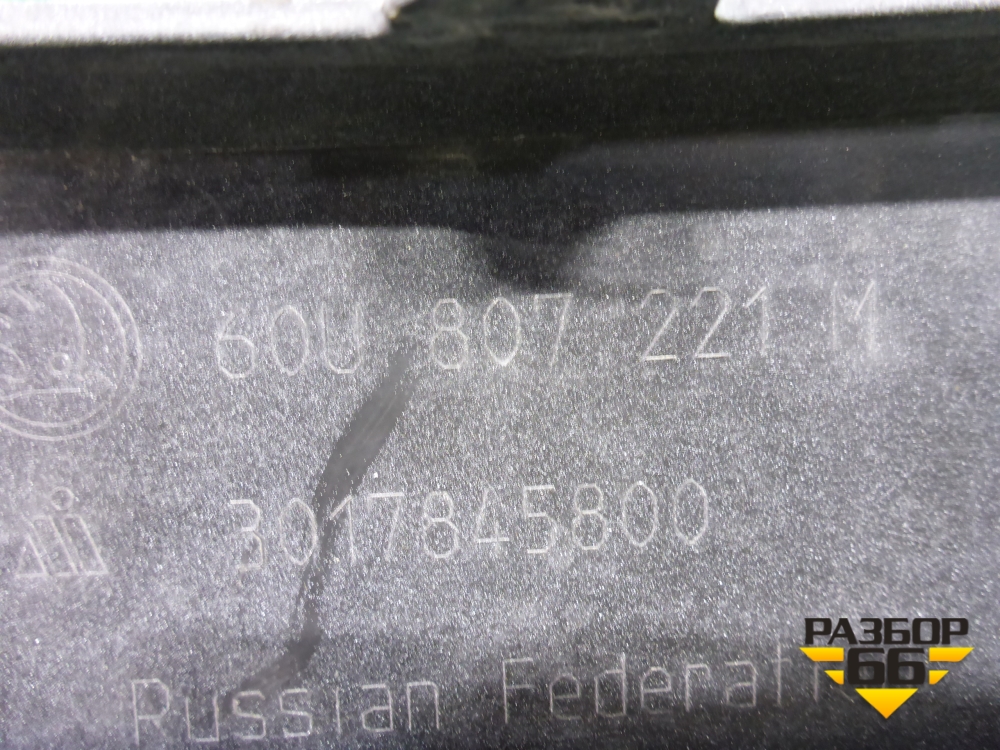 60U 807 221 M
3017845800
Russian Federati
РАЗБОР
66